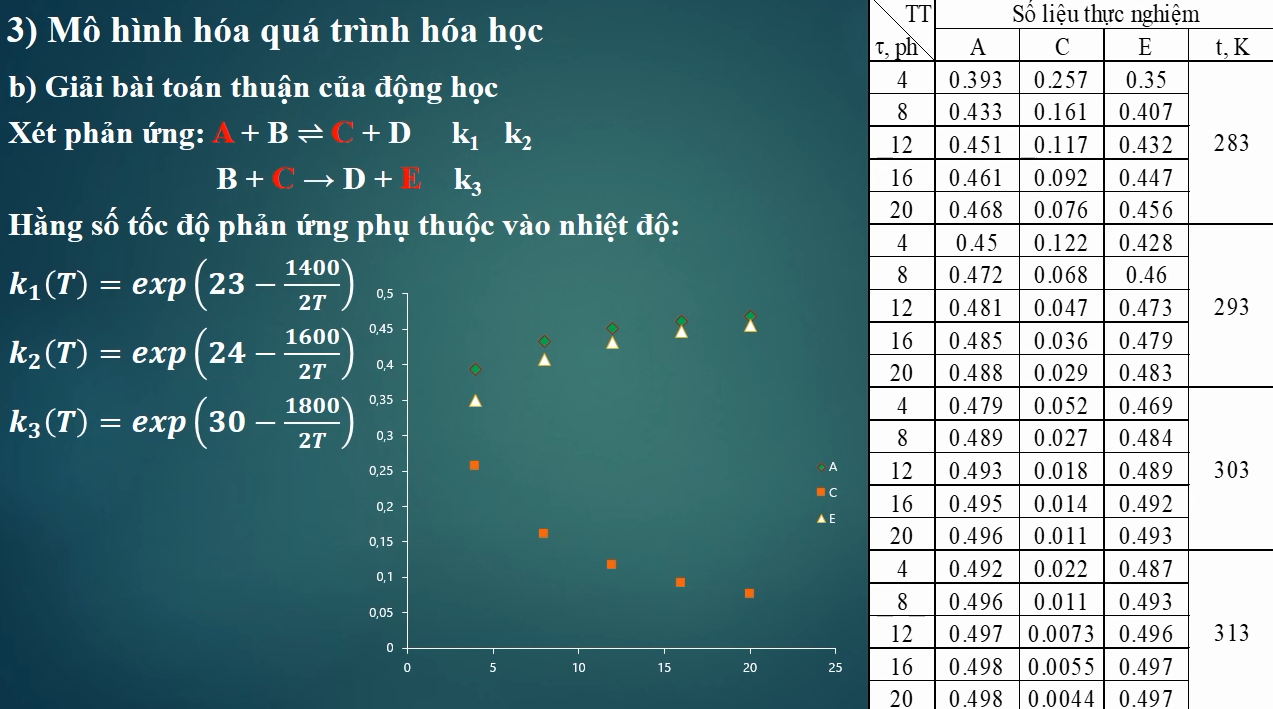 3) Mô hình hóa quá trình hóa học
b) Giải bài toán thuận của động học
Xét phản ứng: A + B ⇌ C + D k₁ k₂
B + C → D + E k₃
Hằng số tốc độ phản ứng phụ thuộc vào nhiệt độ:
k₁(T) = exp(23 − 1400/2T)
k₂(T) = exp(24 − 1600/2T)
k₃(T) = exp(30 − 1800/2T)
0,5
0,45
0,4
0,35
0,3
0,25
0,2
0,15
0,1
0,05
0
0 5 10 15 20 25
A
C
E
TT Số liệu thực nghiệm
τ, ph A C E t, K
4 0.393 0.257 0.35
8 0.433 0.161 0.407
12 0.451 0.117 0.432 283
16 0.461 0.092 0.447
20 0.468 0.076 0.456
4 0.45 0.122 0.428
8 0.472 0.068 0.46
12 0.481 0.047 0.473 293
16 0.485 0.036 0.479
20 0.488 0.029 0.483
4 0.479 0.052 0.469
8 0.489 0.027 0.484
12 0.493 0.018 0.489 303
16 0.495 0.014 0.492
20 0.496 0.011 0.493
4 0.492 0.022 0.487
8 0.496 0.011 0.493
12 0.497 0.0073 0.496 313
16 0.498 0.0055 0.497
20 0.498 0.0044 0.497